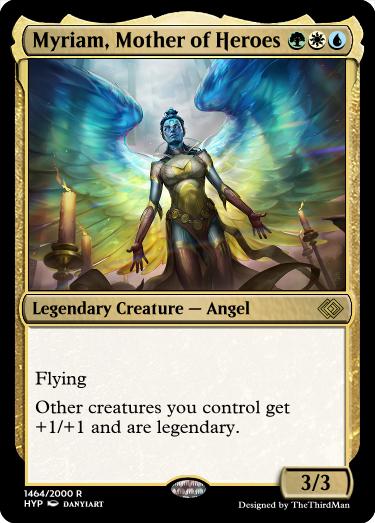 Myriam, Mother of Heroes
Legendary Creature — Angel
Flying
Other creatures you control get
+1/+1 and are legendary.
3/3
1464/2000 R
HYP DANYIART
Designed by TheThirdMan